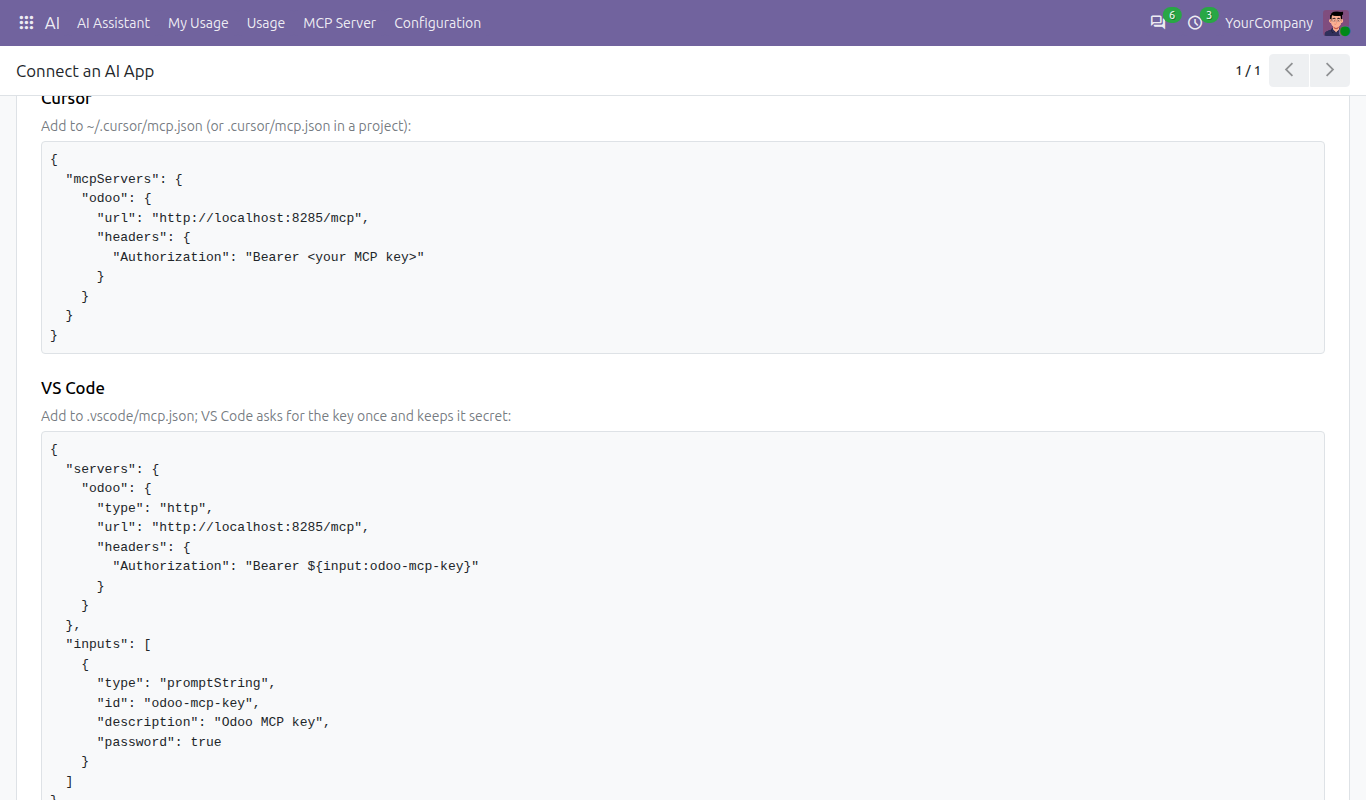 AI AI Assistant My Usage Usage MCP Server Configuration 6 3 YourCompany
Connect an AI App 1 / 1
Cursor
Add to ~/.cursor/mcp.json (or .cursor/mcp.json in a project):
{
  "mcpServers": {
    "odoo": {
      "url": "http://localhost:8285/mcp",
      "headers": {
        "Authorization": "Bearer <your MCP key>"
      }
    }
  }
}
VS Code
Add to .vscode/mcp.json; VS Code asks for the key once and keeps it secret:
{
  "servers": {
    "odoo": {
      "type": "http",
      "url": "http://localhost:8285/mcp",
      "headers": {
        "Authorization": "Bearer ${input:odoo-mcp-key}"
      }
    }
  },
  "inputs": [
    {
      "type": "promptString",
      "id": "odoo-mcp-key",
      "description": "Odoo MCP key",
      "password": true
    }
  ]
}